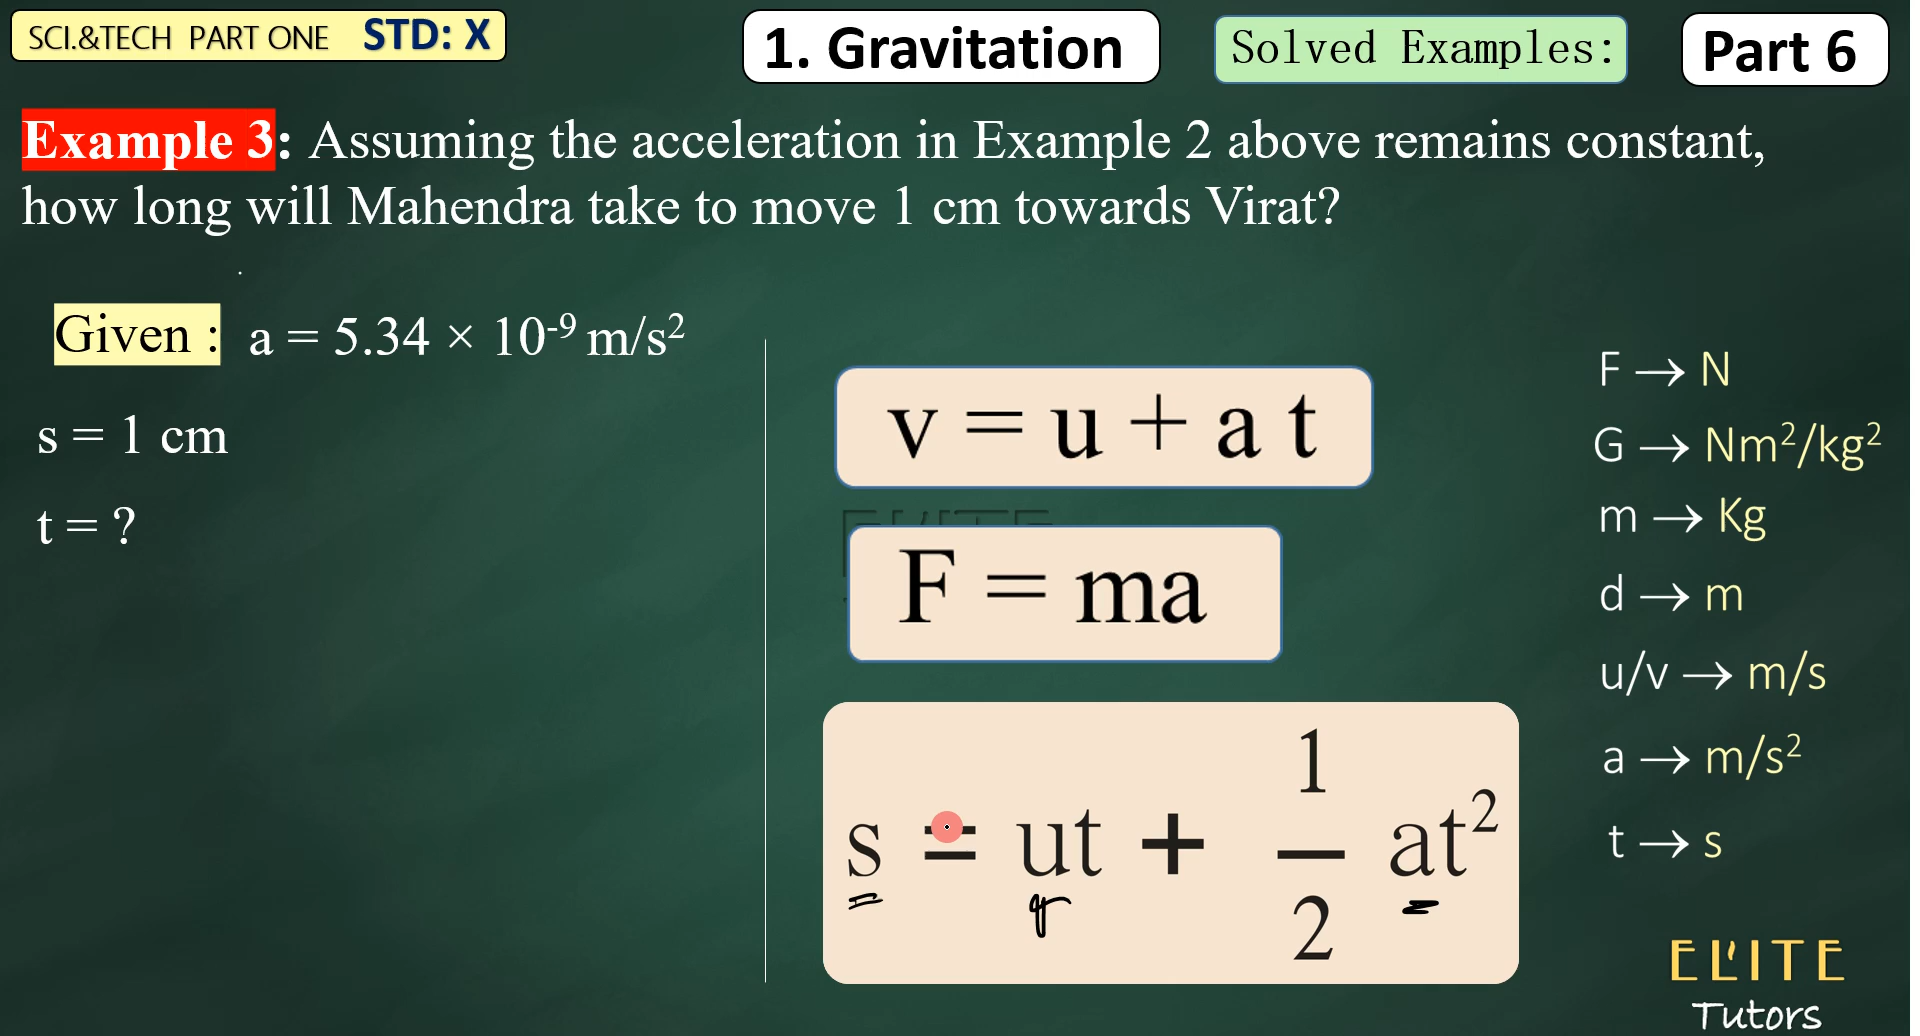 SCI.&TECH PART ONE STD: X
1. Gravitation
Solved Examples:
Part 6
Example 3: Assuming the acceleration in Example 2 above remains constant,
how long will Mahendra take to move 1 cm towards Virat?
Given : a = 5.34 × 10⁻⁹ m/s²
s = 1 cm
t = ?
v = u + a t
F = ma
s = ut + 1/2 at²
F → N
G → Nm²/kg²
m → Kg
d → m
u/v → m/s
a → m/s²
t → s
ELITE
Tutors